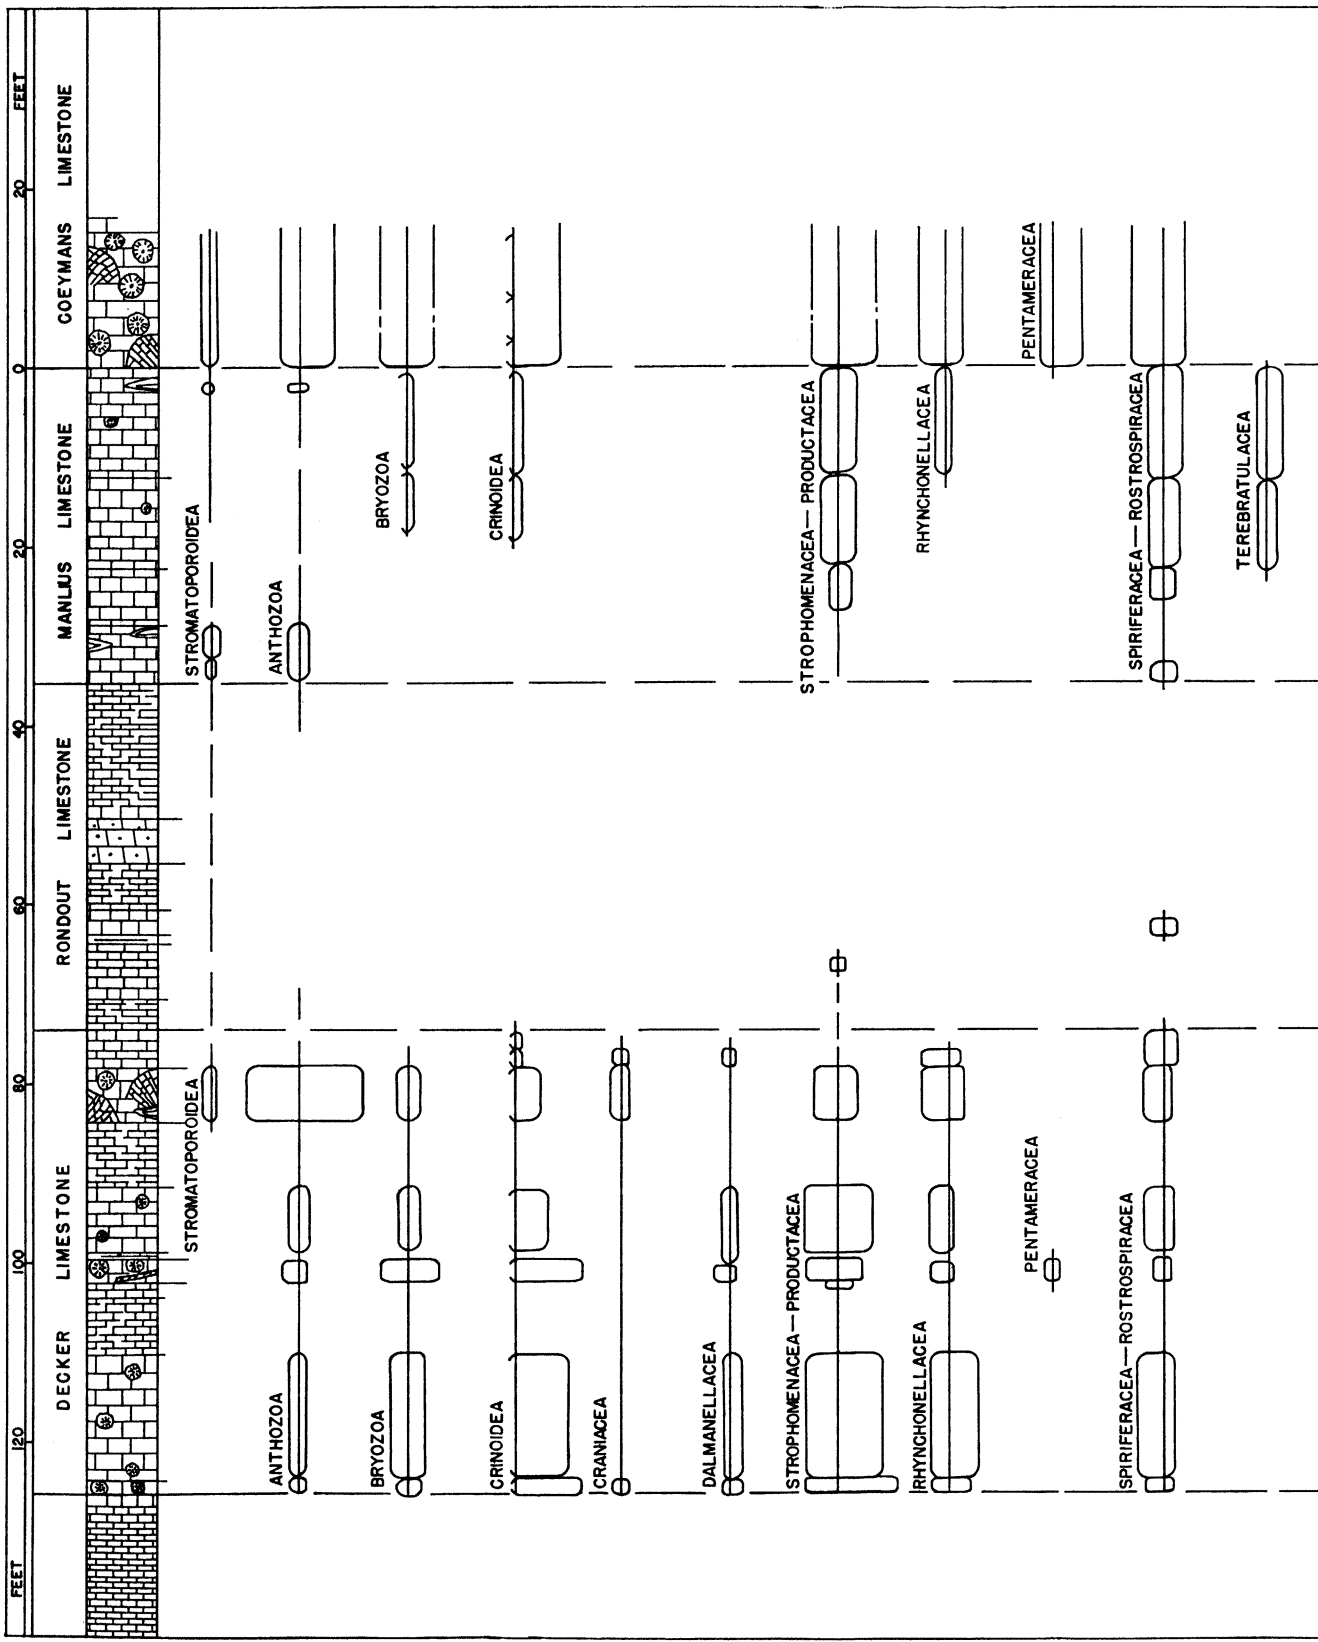 FEET
20
0
20
40
60
80
100
120
FEET
COEYMANS LIMESTONE
MANLIUS LIMESTONE
RONDOUT LIMESTONE
DECKER LIMESTONE
STROMATOPOROIDEA
ANTHOZOA
BRYOZOA
CRINOIDEA
STROPHOMENACEA—PRODUCTACEA
RHYNCHONELLACEA
PENTAMERACEA
SPIRIFERACEA—ROSTROSPIRACEA
TEREBRATULACEA
STROMATOPOROIDEA
ANTHOZOA
BRYOZOA
CRINOIDEA
CRANIACEA
DALMANELLACEA
STROPHOMENACEA—PRODUCTACEA
RHYNCHONELLACEA
PENTAMERACEA
SPIRIFERACEA—ROSTROSPIRACEA